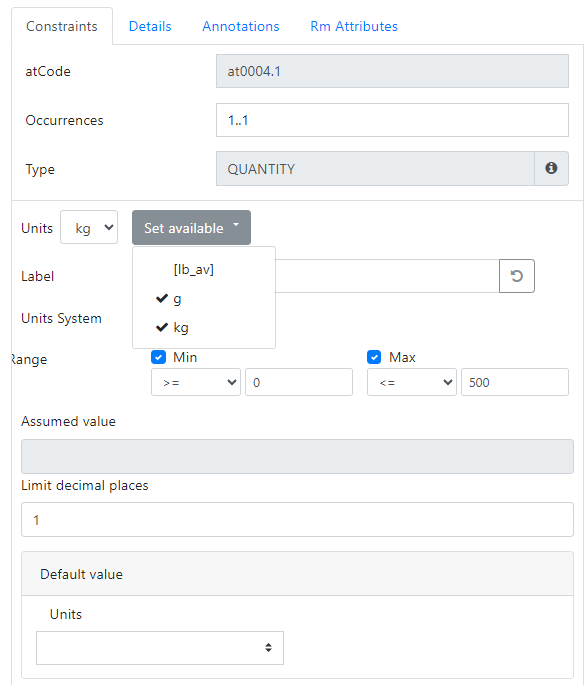 Constraints Details Annotations Rm Attributes
atCode at0004.1
Occurrences 1..1
Type QUANTITY
Units kg Set available
[lb_av]
Label
g
Units System
kg
Range Min Max
>= 0 <= 500
Assumed value
Limit decimal places
1
Default value
Units